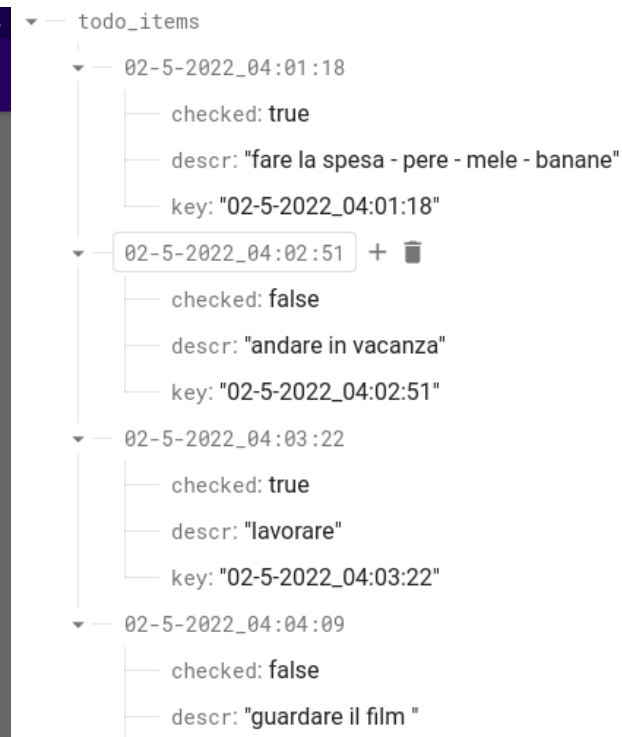 todo_items
02-5-2022_04:01:18
checked: true
descr: "fare la spesa - pere - mele - banane"
key: "02-5-2022_04:01:18"
02-5-2022_04:02:51
checked: false
descr: "andare in vacanza"
key: "02-5-2022_04:02:51"
02-5-2022_04:03:22
checked: true
descr: "lavorare"
key: "02-5-2022_04:03:22"
02-5-2022_04:04:09
checked: false
descr: "guardare il film "